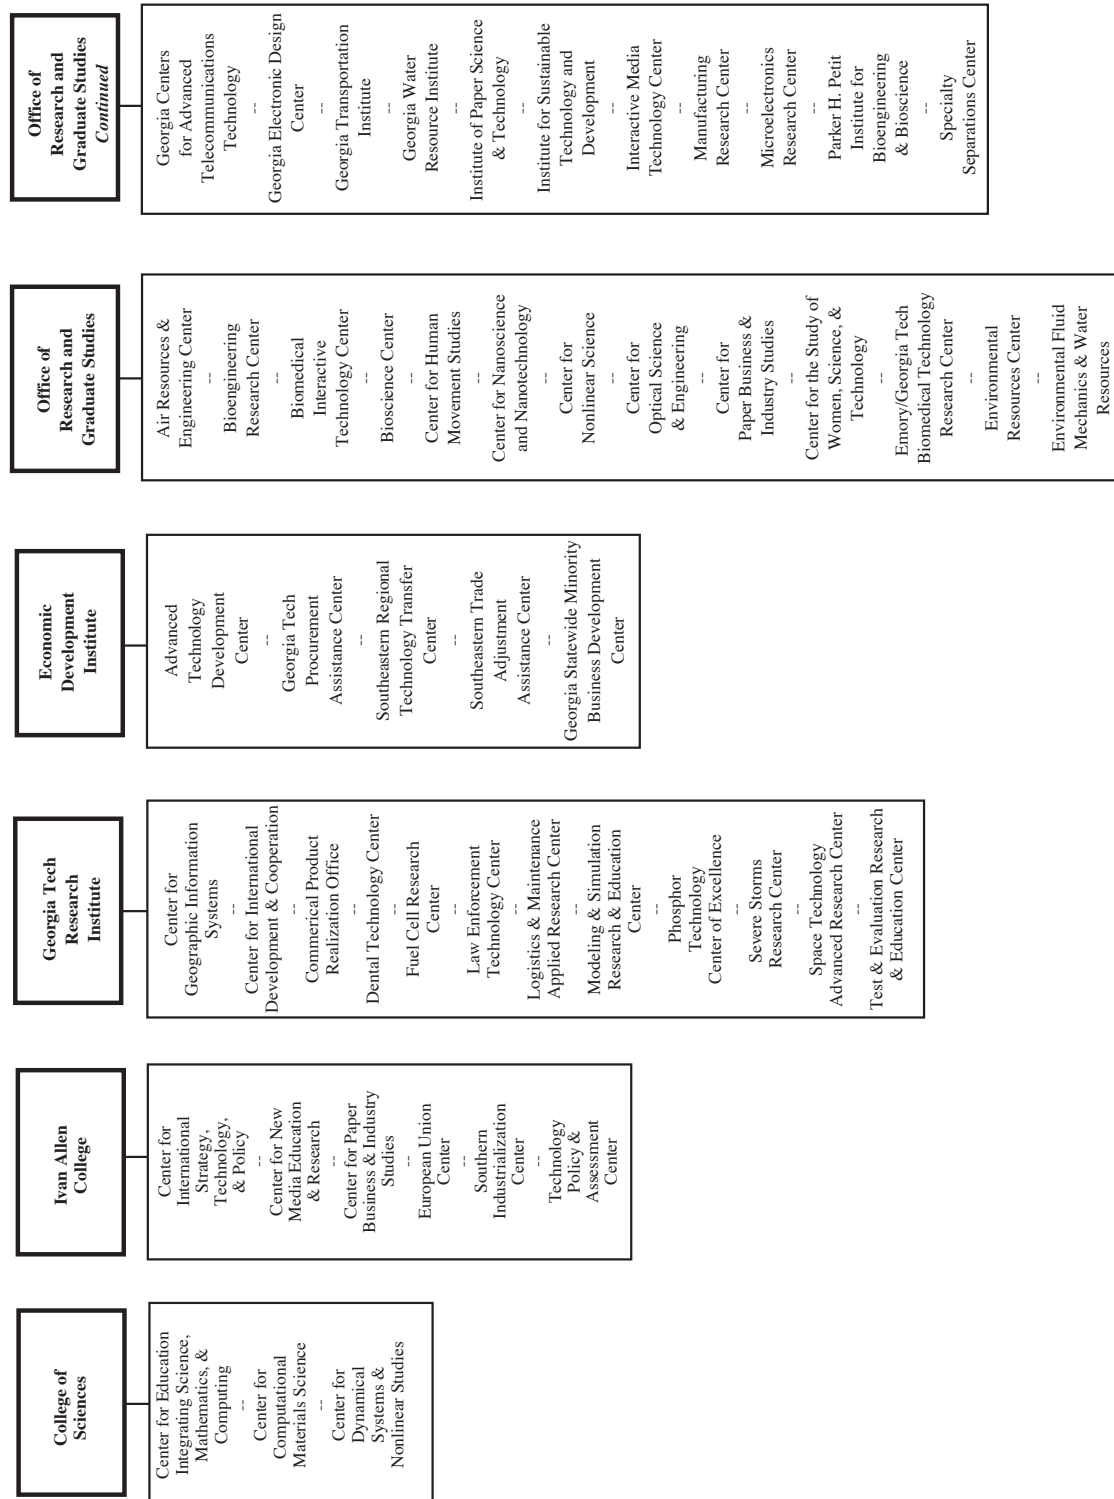 College of
Sciences
Center for Education
Integrating Science,
Mathematics, &
Computing
--
Center for
Computational
Materials Science
--
Center for
Dynamical
Systems &
Nonlinear Studies
Ivan Allen
College
Center for
International
Strategy,
Technology,
& Policy
--
Center for New
Media Education
& Research
--
Center for Paper
Business & Industry
Studies
--
European Union
Center
--
Southern
Industrialization
Center
--
Technology
Policy &
Assessment
Center
Georgia Tech
Research
Institute
Center for
Geographic Information
Systems
--
Center for International
Development & Cooperation
--
Commerical Product
Realization Office
--
Dental Technology Center
--
Fuel Cell Research
Center
--
Law Enforcement
Technology Center
--
Logistics & Maintenance
Applied Research Center
--
Modeling & Simulation
Research & Education
Center
--
Phosphor
Technology
Center of Excellence
--
Severe Storms
Research Center
--
Space Technology
Advanced Research Center
--
Test & Evaluation Research
& Education Center
Economic
Development
Institute
Advanced
Technology
Development
Center
--
Georgia Tech
Procurement
Assistance Center
--
Southeastern Regional
Technology Transfer
Center
--
Southeastern Trade
Adjustment
Assistance Center
--
Georgia Statewide Minority
Business Development
Center
Office of
Research and
Graduate Studies
Air Resources &
Engineering Center
--
Bioengineering
Research Center
--
Biomedical
Interactive
Technology Center
--
Bioscience Center
--
Center for Human
Movement Studies
--
Center for Nanoscience
and Nanotechnology
--
Center for
Nonlinear Science
--
Center for
Optical Science
& Engineering
--
Center for
Paper Business &
Industry Studies
--
Center for the Study of
Women, Science, &
Technology
--
Emory/Georgia Tech
Biomedical Technology
Research Center
--
Environmental
Resources Center
--
Environmental Fluid
Mechanics & Water
Resources
Office of
Research and
Graduate Studies
Continued
Georgia Centers
for Advanced
Telecommunications
Technology
--
Georgia Electronic Design
Center
--
Georgia Transportation
Institute
--
Georgia Water
Resource Institute
--
Institute of Paper Science
& Technology
--
Institute for Sustainable
Technology and
Development
--
Interactive Media
Technology Center
--
Manufacturing
Research Center
--
Microelectronics
Research Center
--
Parker H. Petit
Institute for
Bioengineering
& Bioscience
--
Specialty
Separations Center